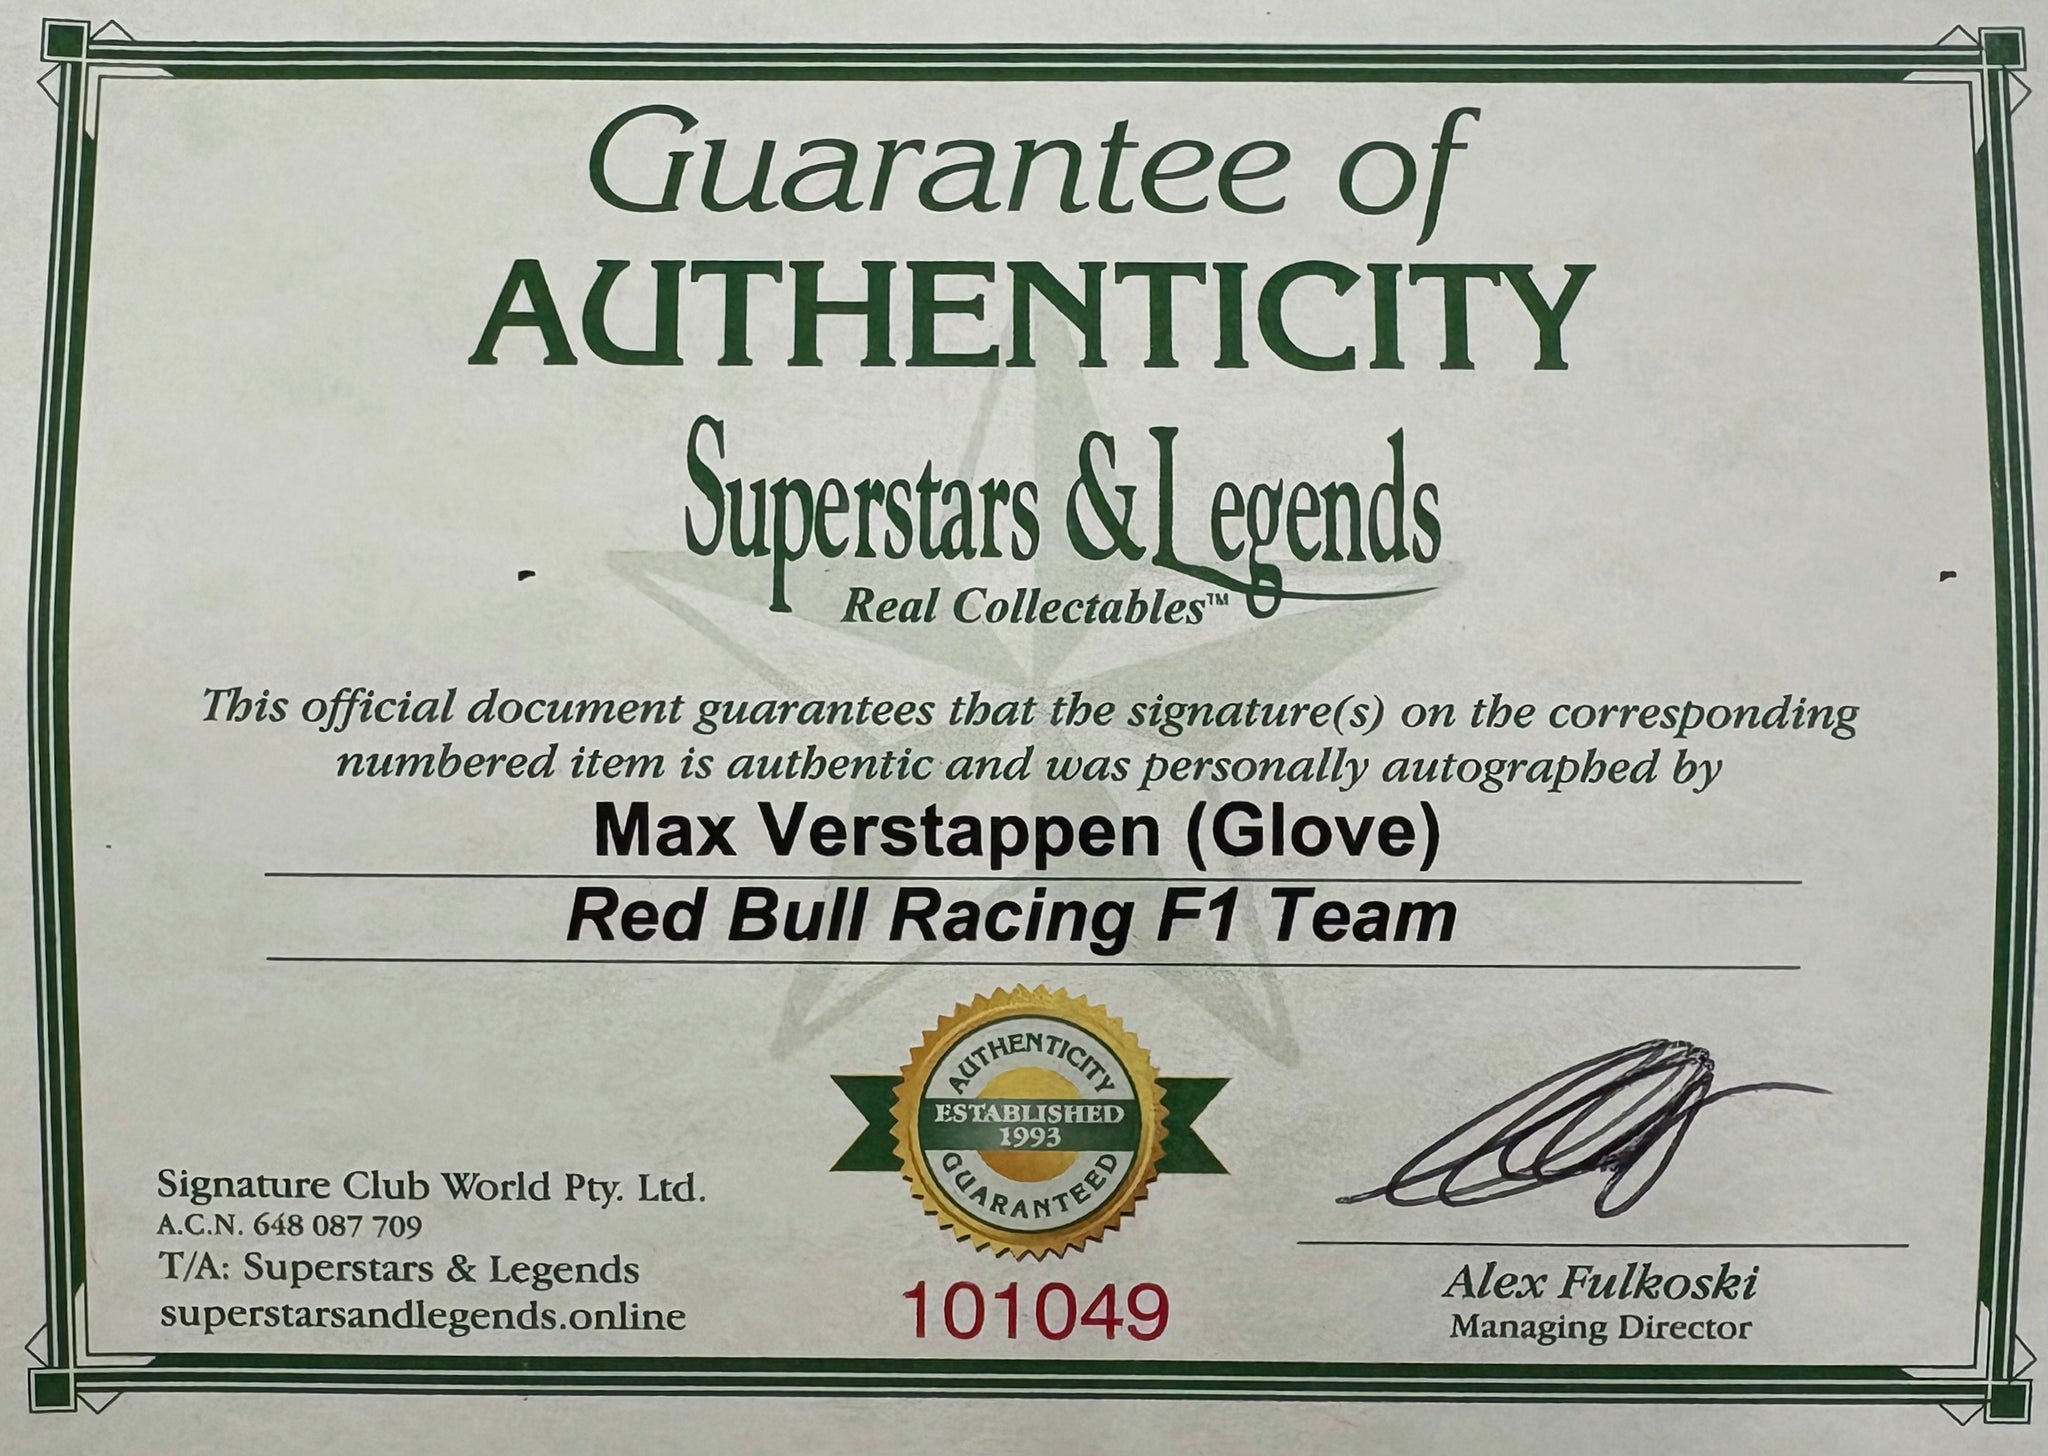 Guarantee of
AUTHENTICITY
Superstars & Legends
Real Collectables™
This official document guarantees that the signature(s) on the corresponding
numbered item is authentic and was personally autographed by
Max Verstappen (Glove)
Red Bull Racing F1 Team
AUTHENTICITY
ESTABLISHED
1993
GUARANTEED
Signature Club World Pty. Ltd.
A.C.N. 648 087 709
T/A: Superstars & Legends
superstarsandlegends.online
101049
Alex Fulkoski
Managing Director